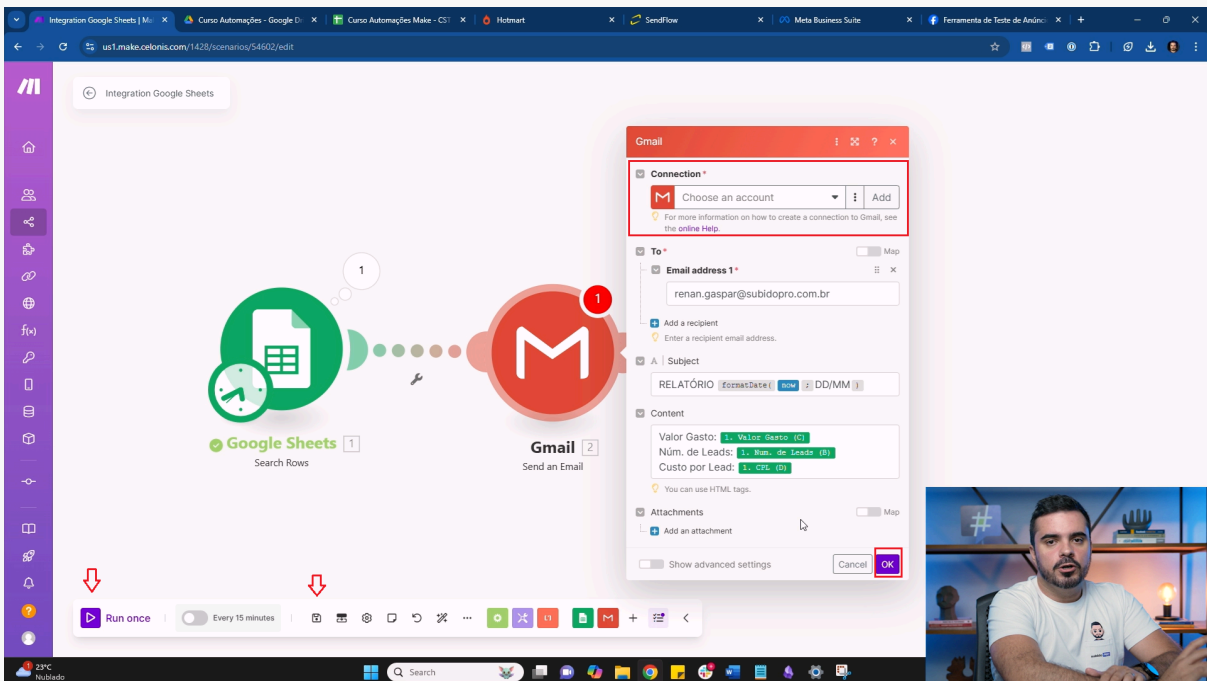 Integration Google Sheets | Ma
Curso Automações - Google Dr
Curso Automações Make - CST
Hotmart
SendFlow
Meta Business Suite
Ferramenta de Teste de Anúnci
us1.make.celonis.com/1428/scenarios/54602/edit
Integration Google Sheets
Gmail
Connection *
Choose an account
Add
For more information on how to create a connection to Gmail, see
the online Help.
To *
Map
Email address 1 *
renan.gaspar@subidopro.com.br
Add a recipient
Enter a recipient email address.
A Subject
RELATÓRIO formatDate( now ; DD/MM )
Content
Valor Gasto: 1. Valor Gasto (C)
Núm. de Leads: 1. Num. de Leads (B)
Custo por Lead: 1. CPL (D)
You can use HTML tags.
Attachments
Map
Add an attachment
Show advanced settings
Cancel
OK
1
1
Google Sheets 1
Search Rows
Gmail 2
Send an Email
Run once
Every 15 minutes
23°C
Nublado
Search